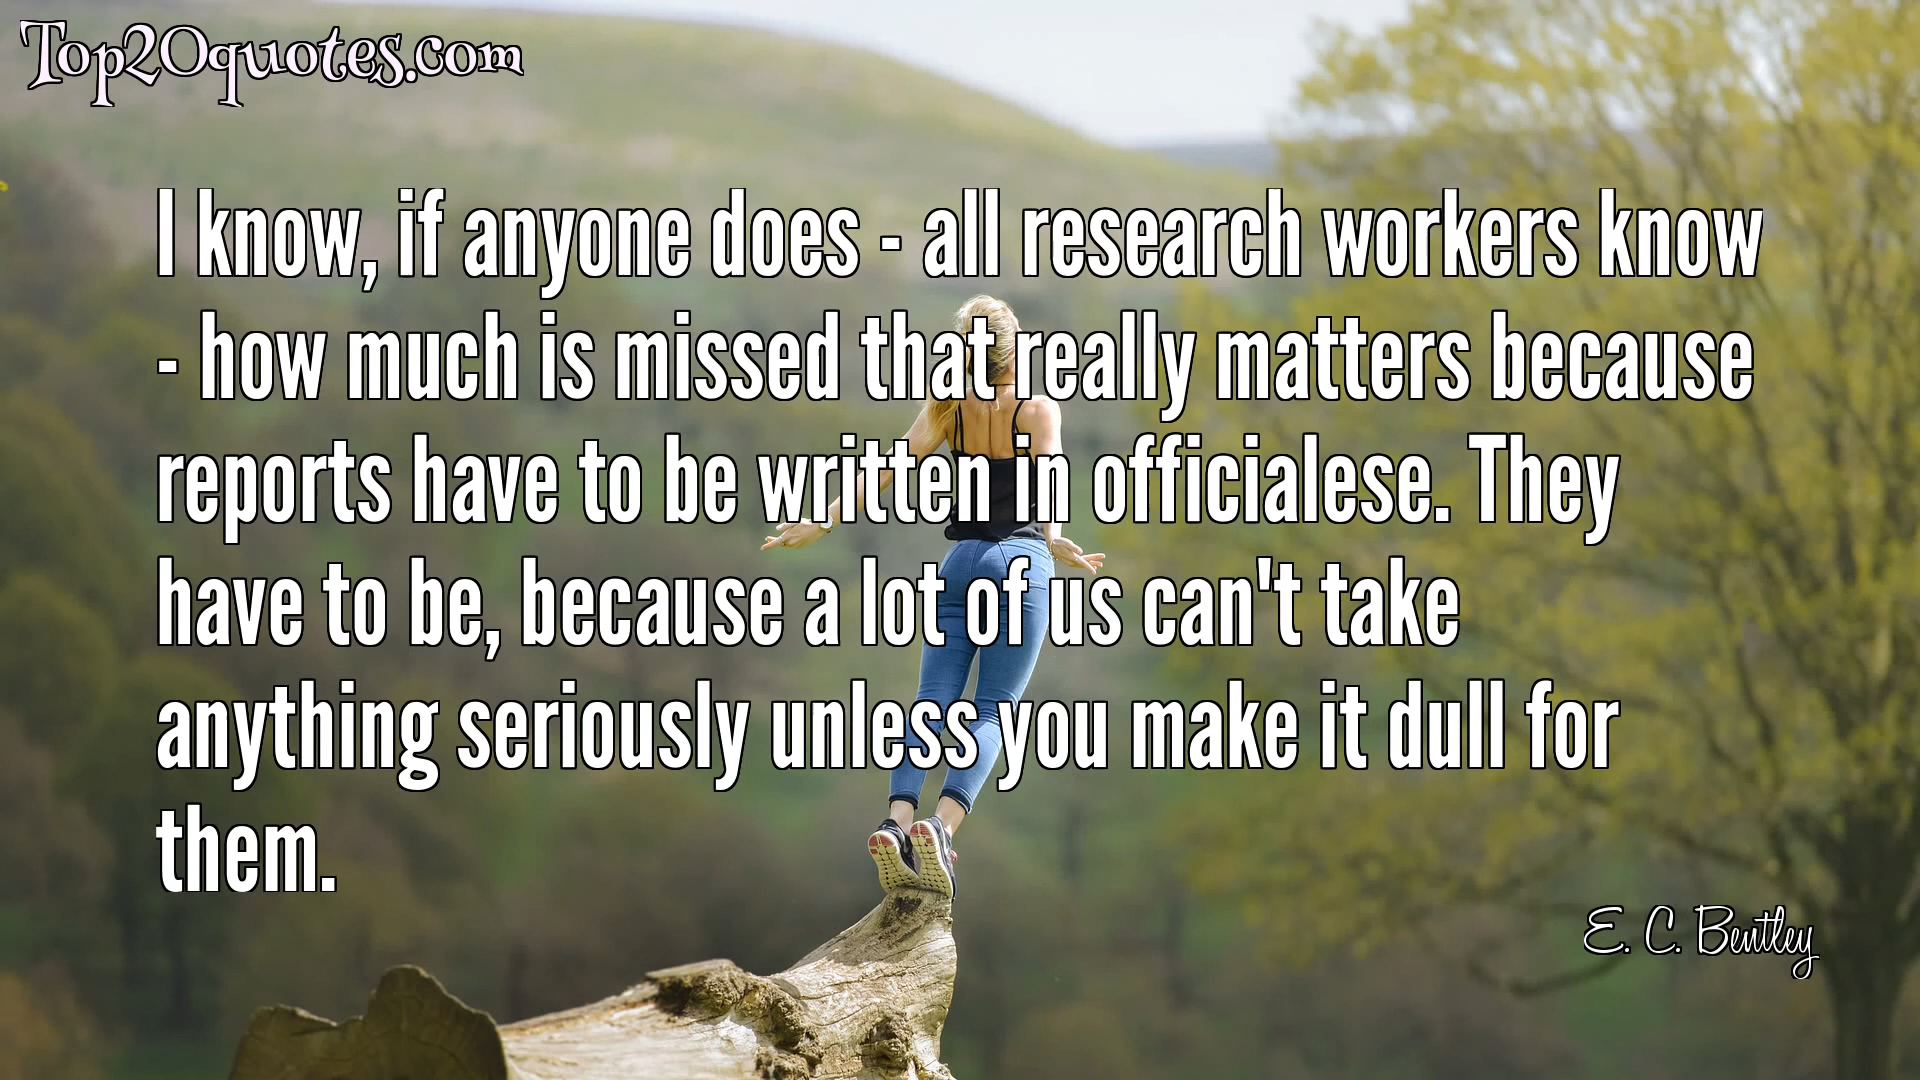 Top20quotes.com
I know, if anyone does - all research workers know
- how much is missed that really matters because
reports have to be written in officialese. They
have to be, because a lot of us can't take
anything seriously unless you make it dull for
them.
E. C. Bentley